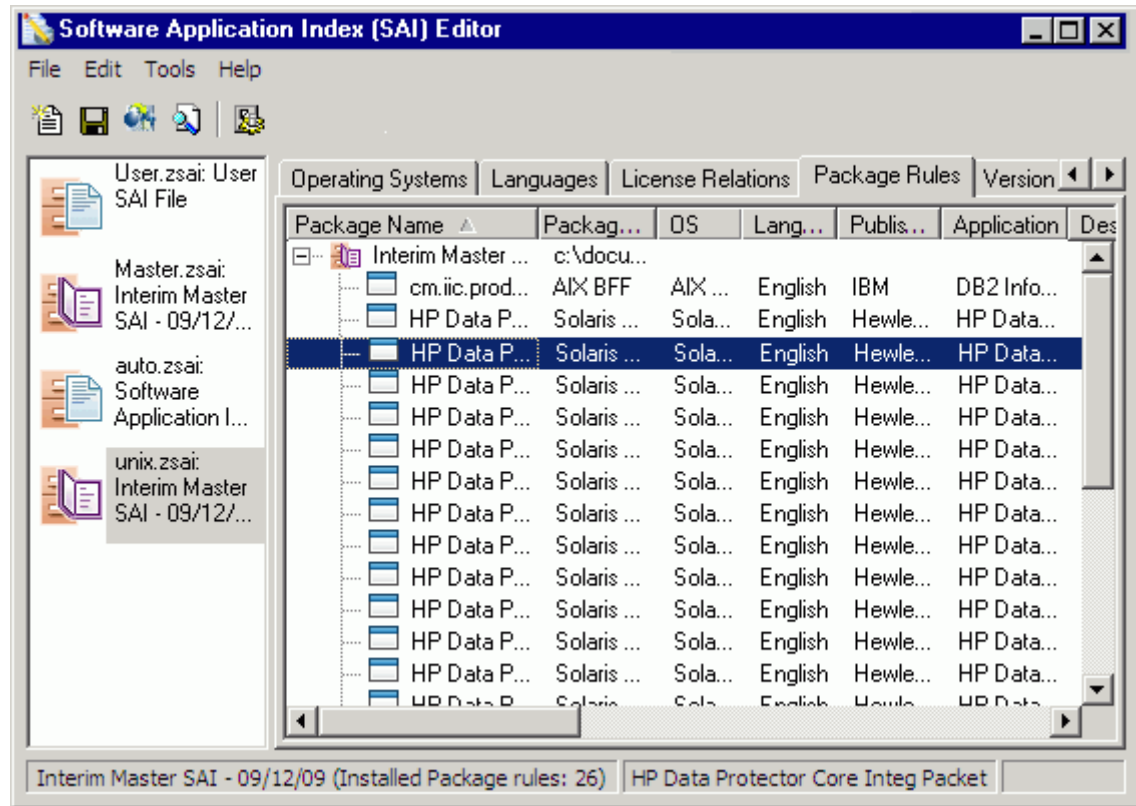 Software Application Index (SAI) Editor
File Edit Tools Help
User.zsai: User
SAI File
Master.zsai:
Interim Master
SAI - 09/12/...
auto.zsai:
Software
Application I...
unix.zsai:
Interim Master
SAI - 09/12/...
Operating Systems Languages License Relations Package Rules Version
Package Name Packag... OS Lang... Publis... Application Des
Interim Master ... c:\docu...
cm.iic.prod... AIX BFF AIX ... English IBM DB2 Info...
HP Data P... Solaris ... Sola... English Hewle... HP Data...
HP Data P... Solaris ... Sola... English Hewle... HP Data...
HP Data P... Solaris ... Sola... English Hewle... HP Data...
HP Data P... Solaris ... Sola... English Hewle... HP Data...
HP Data P... Solaris ... Sola... English Hewle... HP Data...
HP Data P... Solaris ... Sola... English Hewle... HP Data...
HP Data P... Solaris ... Sola... English Hewle... HP Data...
HP Data P... Solaris ... Sola... English Hewle... HP Data...
HP Data P... Solaris ... Sola... English Hewle... HP Data...
HP Data P... Solaris ... Sola... English Hewle... HP Data...
HP Data P... Solaris ... Sola... English Hewle... HP Data...
HP Data P... Solaris ... Sola... English Hewle... HP Data...
HP Data P... Solaris ... Sola... English Hewle... HP Data...
Interim Master SAI - 09/12/09 (Installed Package rules: 26) HP Data Protector Core Integ Packet